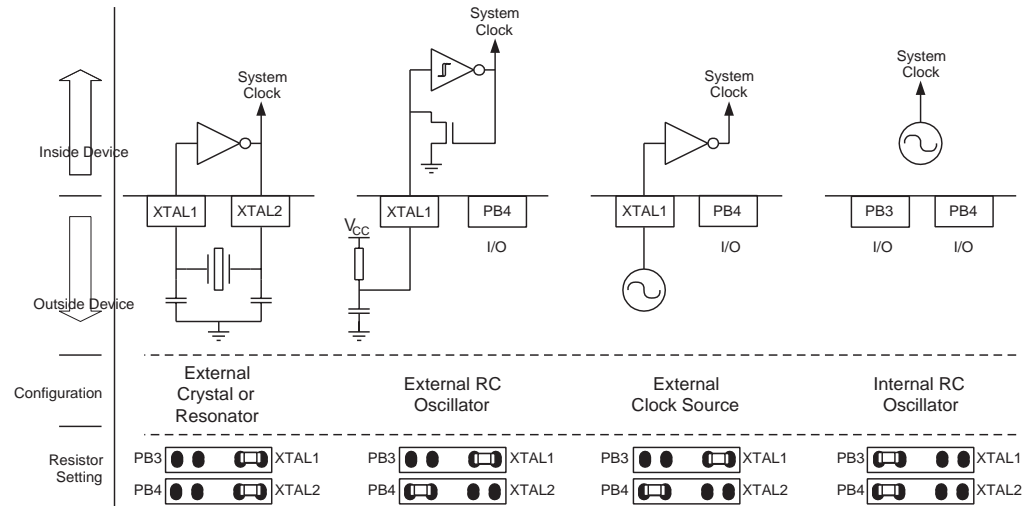 System
Clock
System
Clock
System
Clock
System
Clock
Inside Device
XTAL1
XTAL2
XTAL1
PB4
XTAL1
PB4
PB3
PB4
VCC
I/O
I/O
I/O
I/O
Outside Device
Configuration
External
Crystal or
Resonator
External RC
Oscillator
External
Clock Source
Internal RC
Oscillator
Resistor
Setting
PB3
XTAL1
PB3
XTAL1
PB3
XTAL1
PB3
XTAL1
PB4
XTAL2
PB4
XTAL2
PB4
XTAL2
PB4
XTAL2